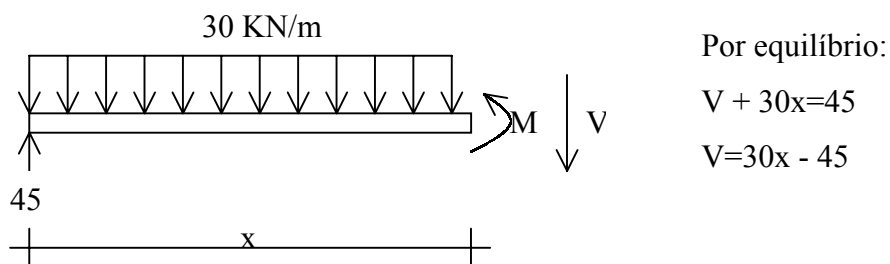 30 KN/m
Por equilíbrio:
V + 30x=45
M
V
V=30x - 45
45
x